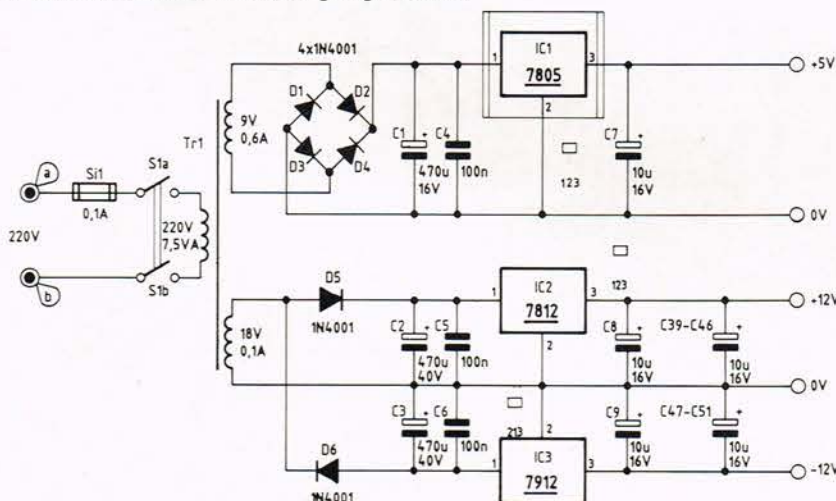 4x1N4001
D1
D2
D3
D4
Tr1
9V
0,6A
a
Si1
0,1A
S1a
220V
220V
7,5VA
b
S1b
C1
+
470u
16V
C4
100n
1
IC1
7805
3
2
123
C7
+
10u
16V
+5V
0V
D5
1N4001
18V
0,1A
C2
+
470u
40V
C5
100n
1
IC2
7812
3
2
123
C8
+
10u
16V
C39-C46
+
10u
16V
+12V
0V
D6
1N4001
C3
+
470u
40V
C6
100n
213
1
2
IC3
7912
3
C9
+
10u
16V
C47-C51
+
10u
16V
-12V